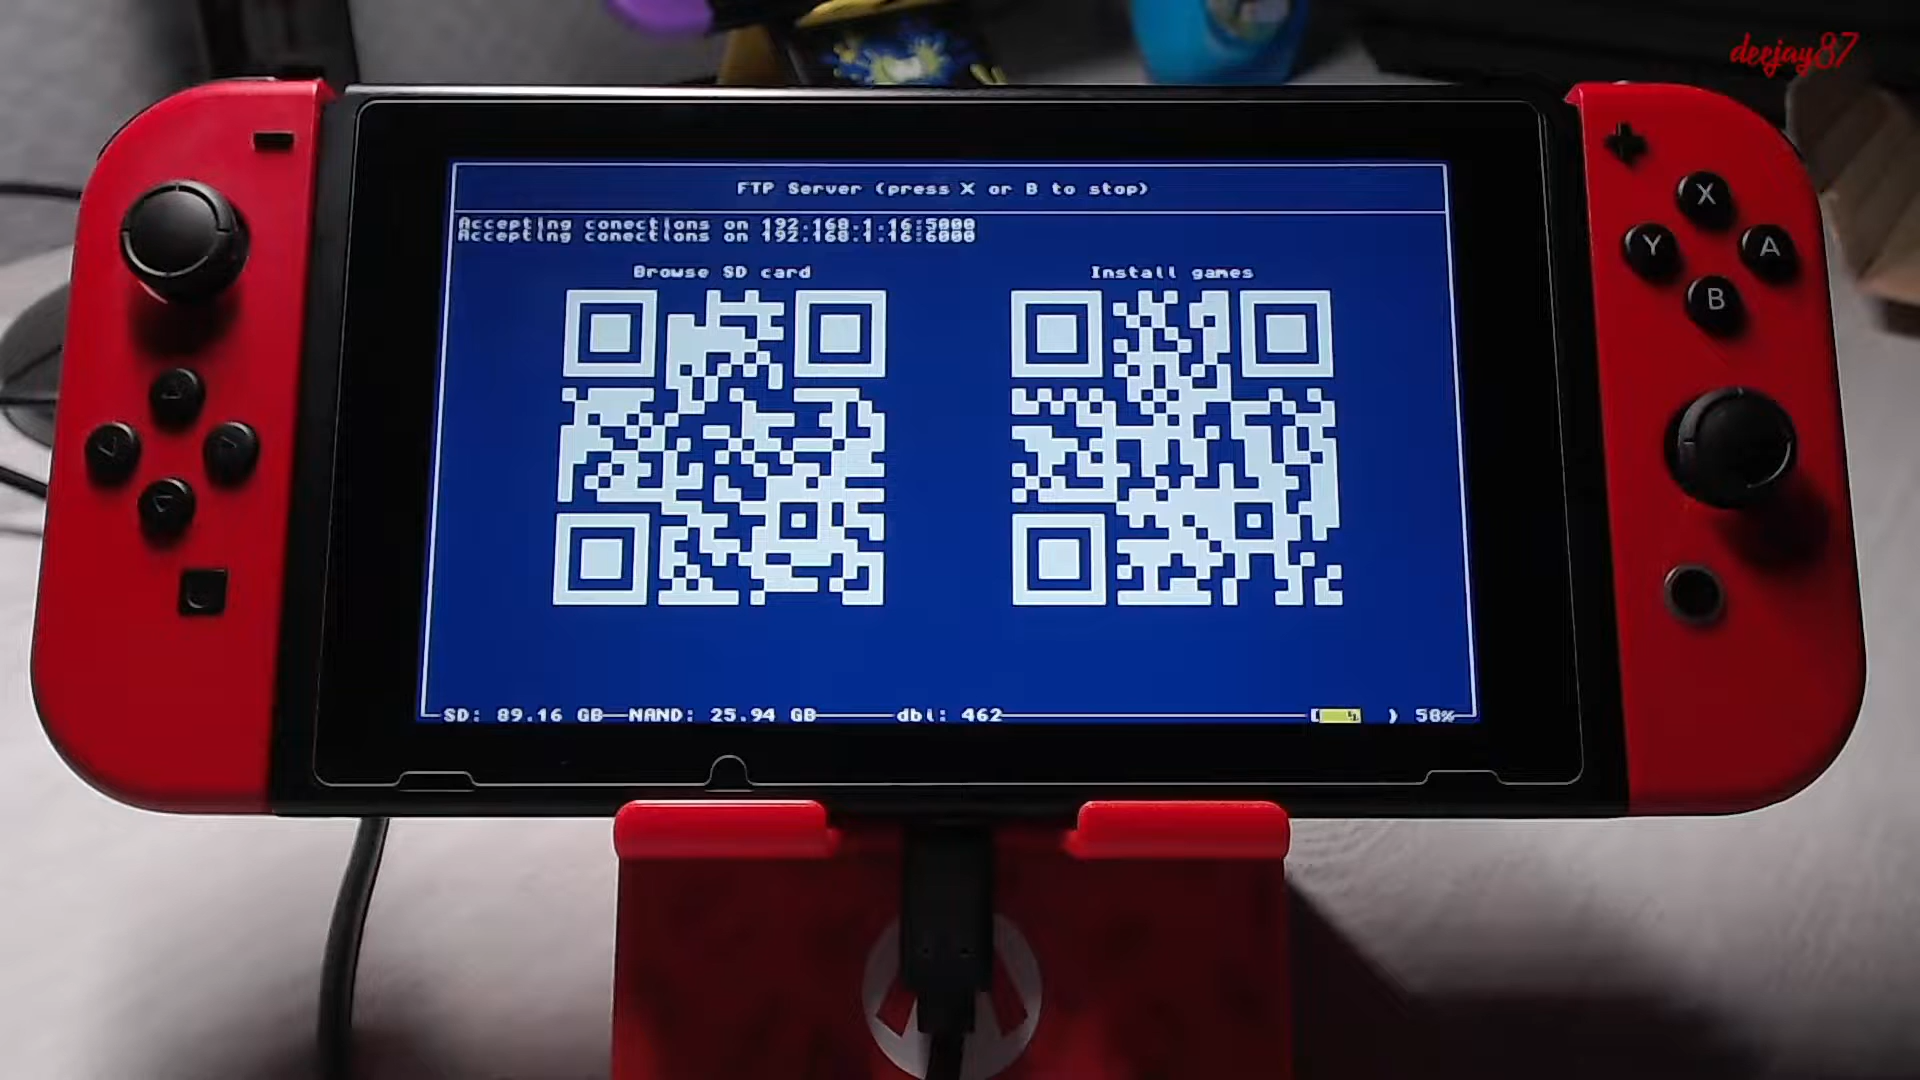 deejay87
FTP Server (press X or B to stop)
Accepting conections on 192.168.1.16:5000
Accepting conections on 192.168.1.16:6000
Browse SD card
Install games
SD: 89.16 GB
NAND: 25.94 GB
dbi: 462
58%
X
Y
A
B